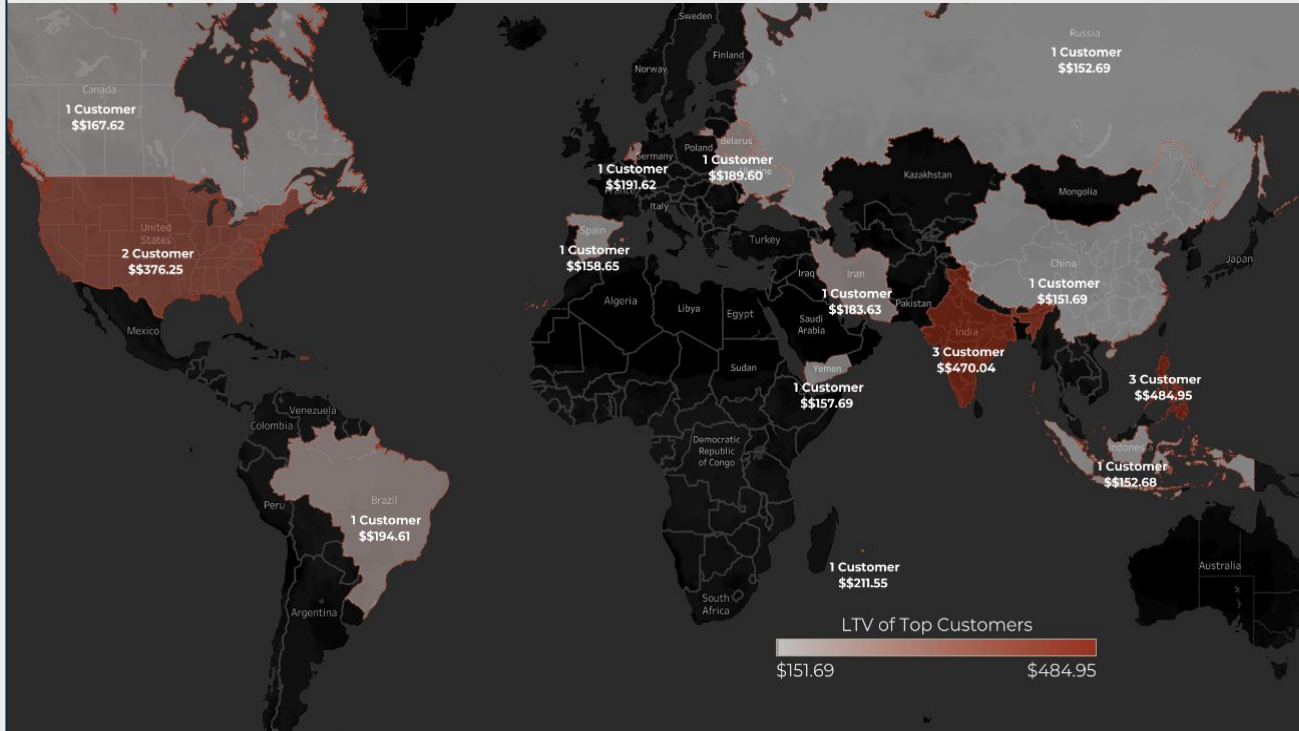 Sweden
Finland
Norway
Russia
1 Customer
$$152.69
Canada
1 Customer
$$167.62
United
States
2 Customer
$$376.25
Mexico
Belarus
Poland
Germany
1 Customer
$$191.62
1 Customer
$$189.60
France
Italy
Spain
1 Customer
$$158.65
Turkey
Kazakhstan
Mongolia
Japan
China
1 Customer
$$151.69
Iraq
Iran
1 Customer
$$183.63
Pakistan
Algeria
Libya
Egypt
Saudi
Arabia
India
3 Customer
$$470.04
Sudan
Yemen
1 Customer
$$157.69
3 Customer
$$484.95
Venezuela
Colombia
Democratic
Republic
of Congo
Indonesia
1 Customer
$$152.68
Peru
Brazil
1 Customer
$$194.61
1 Customer
$$211.55
Australia
South
Africa
Argentina
LTV of Top Customers
$151.69
$484.95